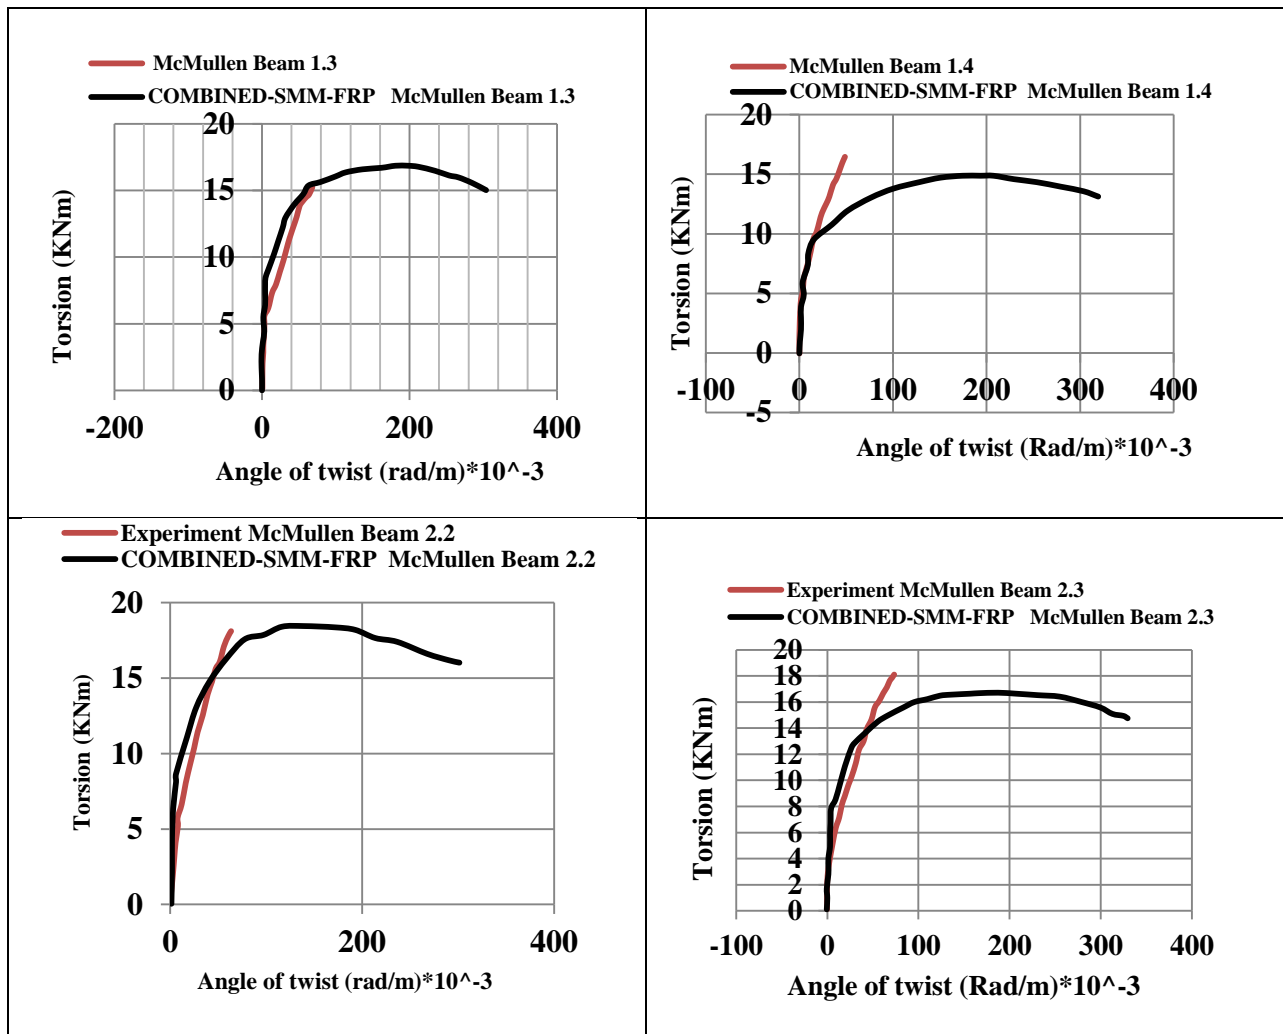 McMullen Beam 1.3
COMBINED-SMM-FRP McMullen Beam 1.3
20
15
10
5
0
-200 0 200 400
Torsion (KNm)
Angle of twist (rad/m)*10^-3
McMullen Beam 1.4
COMBINED-SMM-FRP McMullen Beam 1.4
20
15
10
5
0
-5
-100 0 100 200 300 400
Torsion (KNm)
Angle of twist (Rad/m)*10^-3
Experiment McMullen Beam 2.2
COMBINED-SMM-FRP McMullen Beam 2.2
20
15
10
5
0
0 200 400
Torsion (KNm)
Angle of twist (rad/m)*10^-3
Experiment McMullen Beam 2.3
COMBINED-SMM-FRP McMullen Beam 2.3
20
18
16
14
12
10
8
6
4
2
0
-100 0 100 200 300 400
Torsion (KNm)
Angle of twist (Rad/m)*10^-3